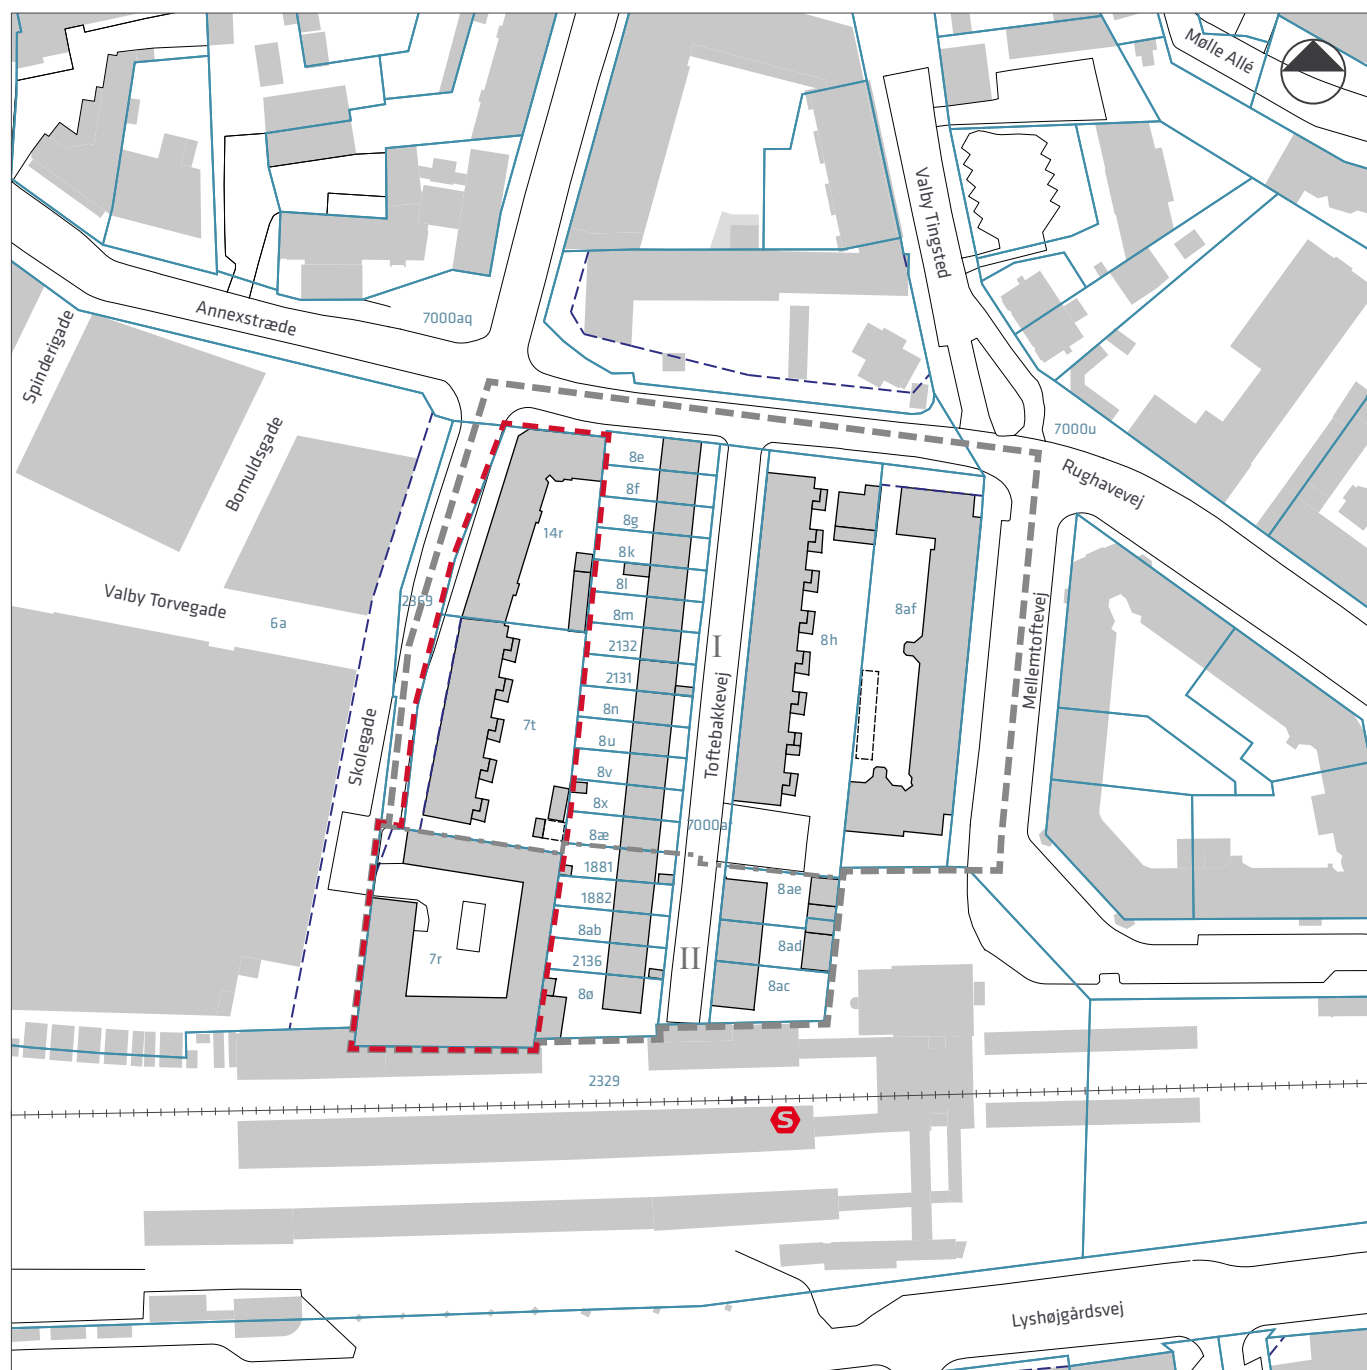 Mølle Allé
Valby Tingsted
Annexstræde
7000aq
Spinderigade
Bomuldsgade
7000u
Rughavevej
8e
8f
14r
8g
8k
8l
2369
8m
8af
Valby Torvegade
6a
8h
2132
I
2131
Mellemtoftevej
8n
7t
Toftebakkevej
8u
Skolegade
8v
8x
8æ
1881
8ae
1882
8ab
8ad
7r
2136
II
8ø
8ac
2329
S
Lyshøjgårdsvej